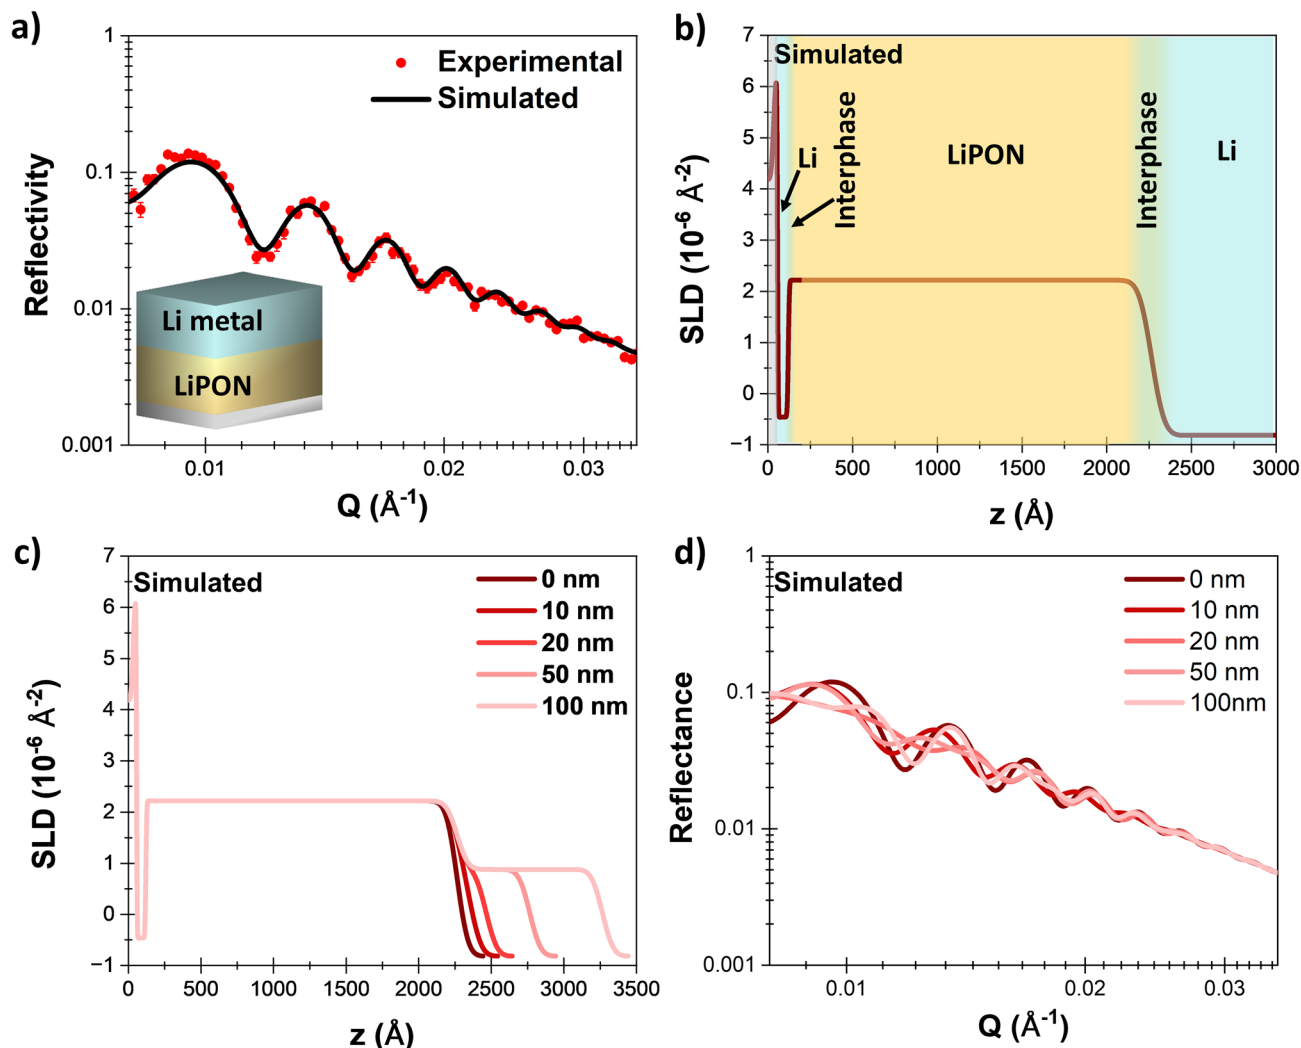 a)
1
0.1
0.01
0.001
Reflectivity
Experimental
Simulated
Li metal
LiPON
0.01
0.02
0.03
Q (Å-1)
b)
7
6
5
4
3
2
1
0
−1
SLD (10-6 Å-2)
Simulated
Li
Interphase
LiPON
Interphase
Li
0
500
1000
1500
2000
2500
3000
z (Å)
c)
7
6
5
4
3
2
1
0
−1
SLD (10-6 Å-2)
Simulated
0 nm
10 nm
20 nm
50 nm
100 nm
0
500
1000
1500
2000
2500
3000
3500
z (Å)
d)
1
0.1
0.01
0.001
Reflectance
Simulated
0 nm
10 nm
20 nm
50 nm
100nm
0.01
0.02
0.03
Q (Å-1)